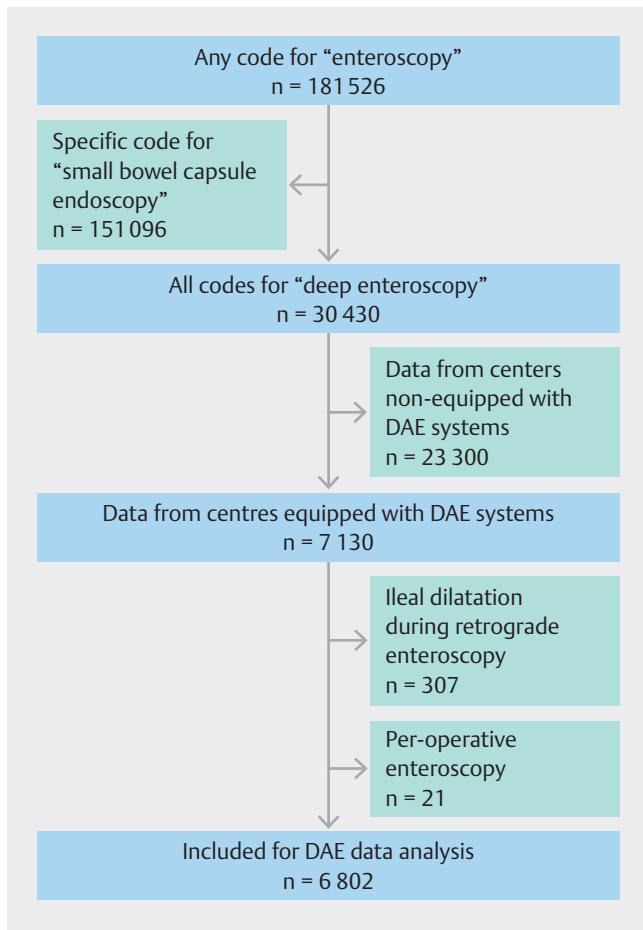 Any code for “enteroscopy”
n = 181 526
Specific code for
“small bowel capsule
endoscopy”
n = 151 096
All codes for “deep enteroscopy”
n = 30 430
Data from centers
non-equipped with
DAE systems
n = 23 300
Data from centres equipped with DAE systems
n = 7 130
Ileal dilatation
during retrograde
enteroscopy
n = 307
Per-operative
enteroscopy
n = 21
Included for DAE data analysis
n = 6 802